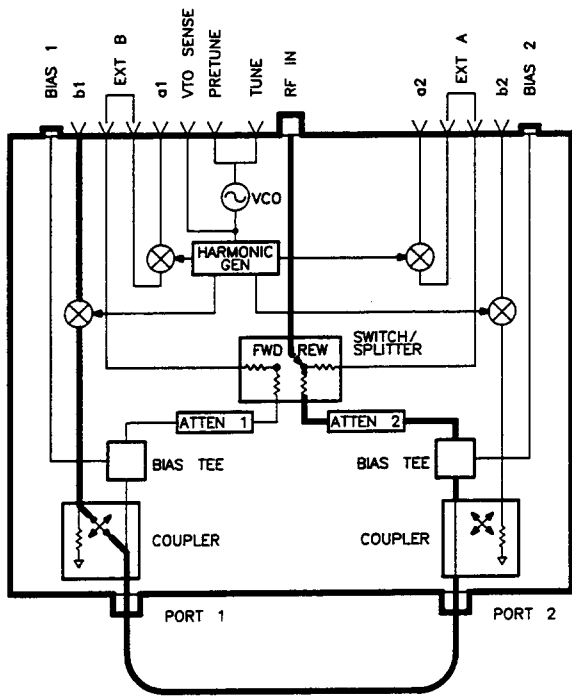 BIAS 1
b1
EXT B
a1
VTO SENSE
PRETUNE
TUNE
RF IN
a2
EXT A
b2
BIAS 2
VCO
HARMONIC
GEN
SWITCH/
SPLITTER
FWD REW
ATTEN 1
ATTEN 2
BIAS TEE
BIAS TEE
COUPLER
COUPLER
PORT 1
PORT 2